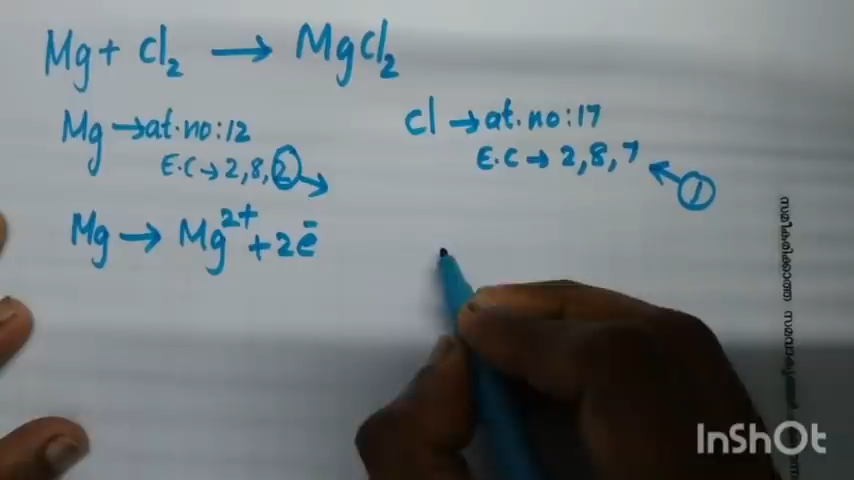 Mg + Cl₂ → MgCl₂
Mg → at.no:12
E.C → 2,8,2 →
Cl → at.no:17
E.C → 2,8,7 ← 1
Mg → Mg²⁺ + 2e⁻
InShOt